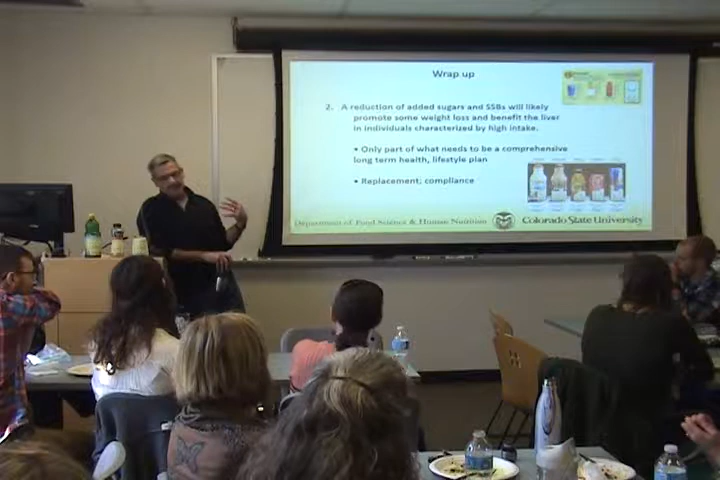 Wrap up
2. A reduction of added sugars and SSBs will likely
promote some weight loss and benefit the liver
in individuals characterized by high intake.
• Only part of what needs to be a comprehensive
long term health, lifestyle plan
• Replacement; compliance
Department of Food Science & Human Nutrition
Colorado State University